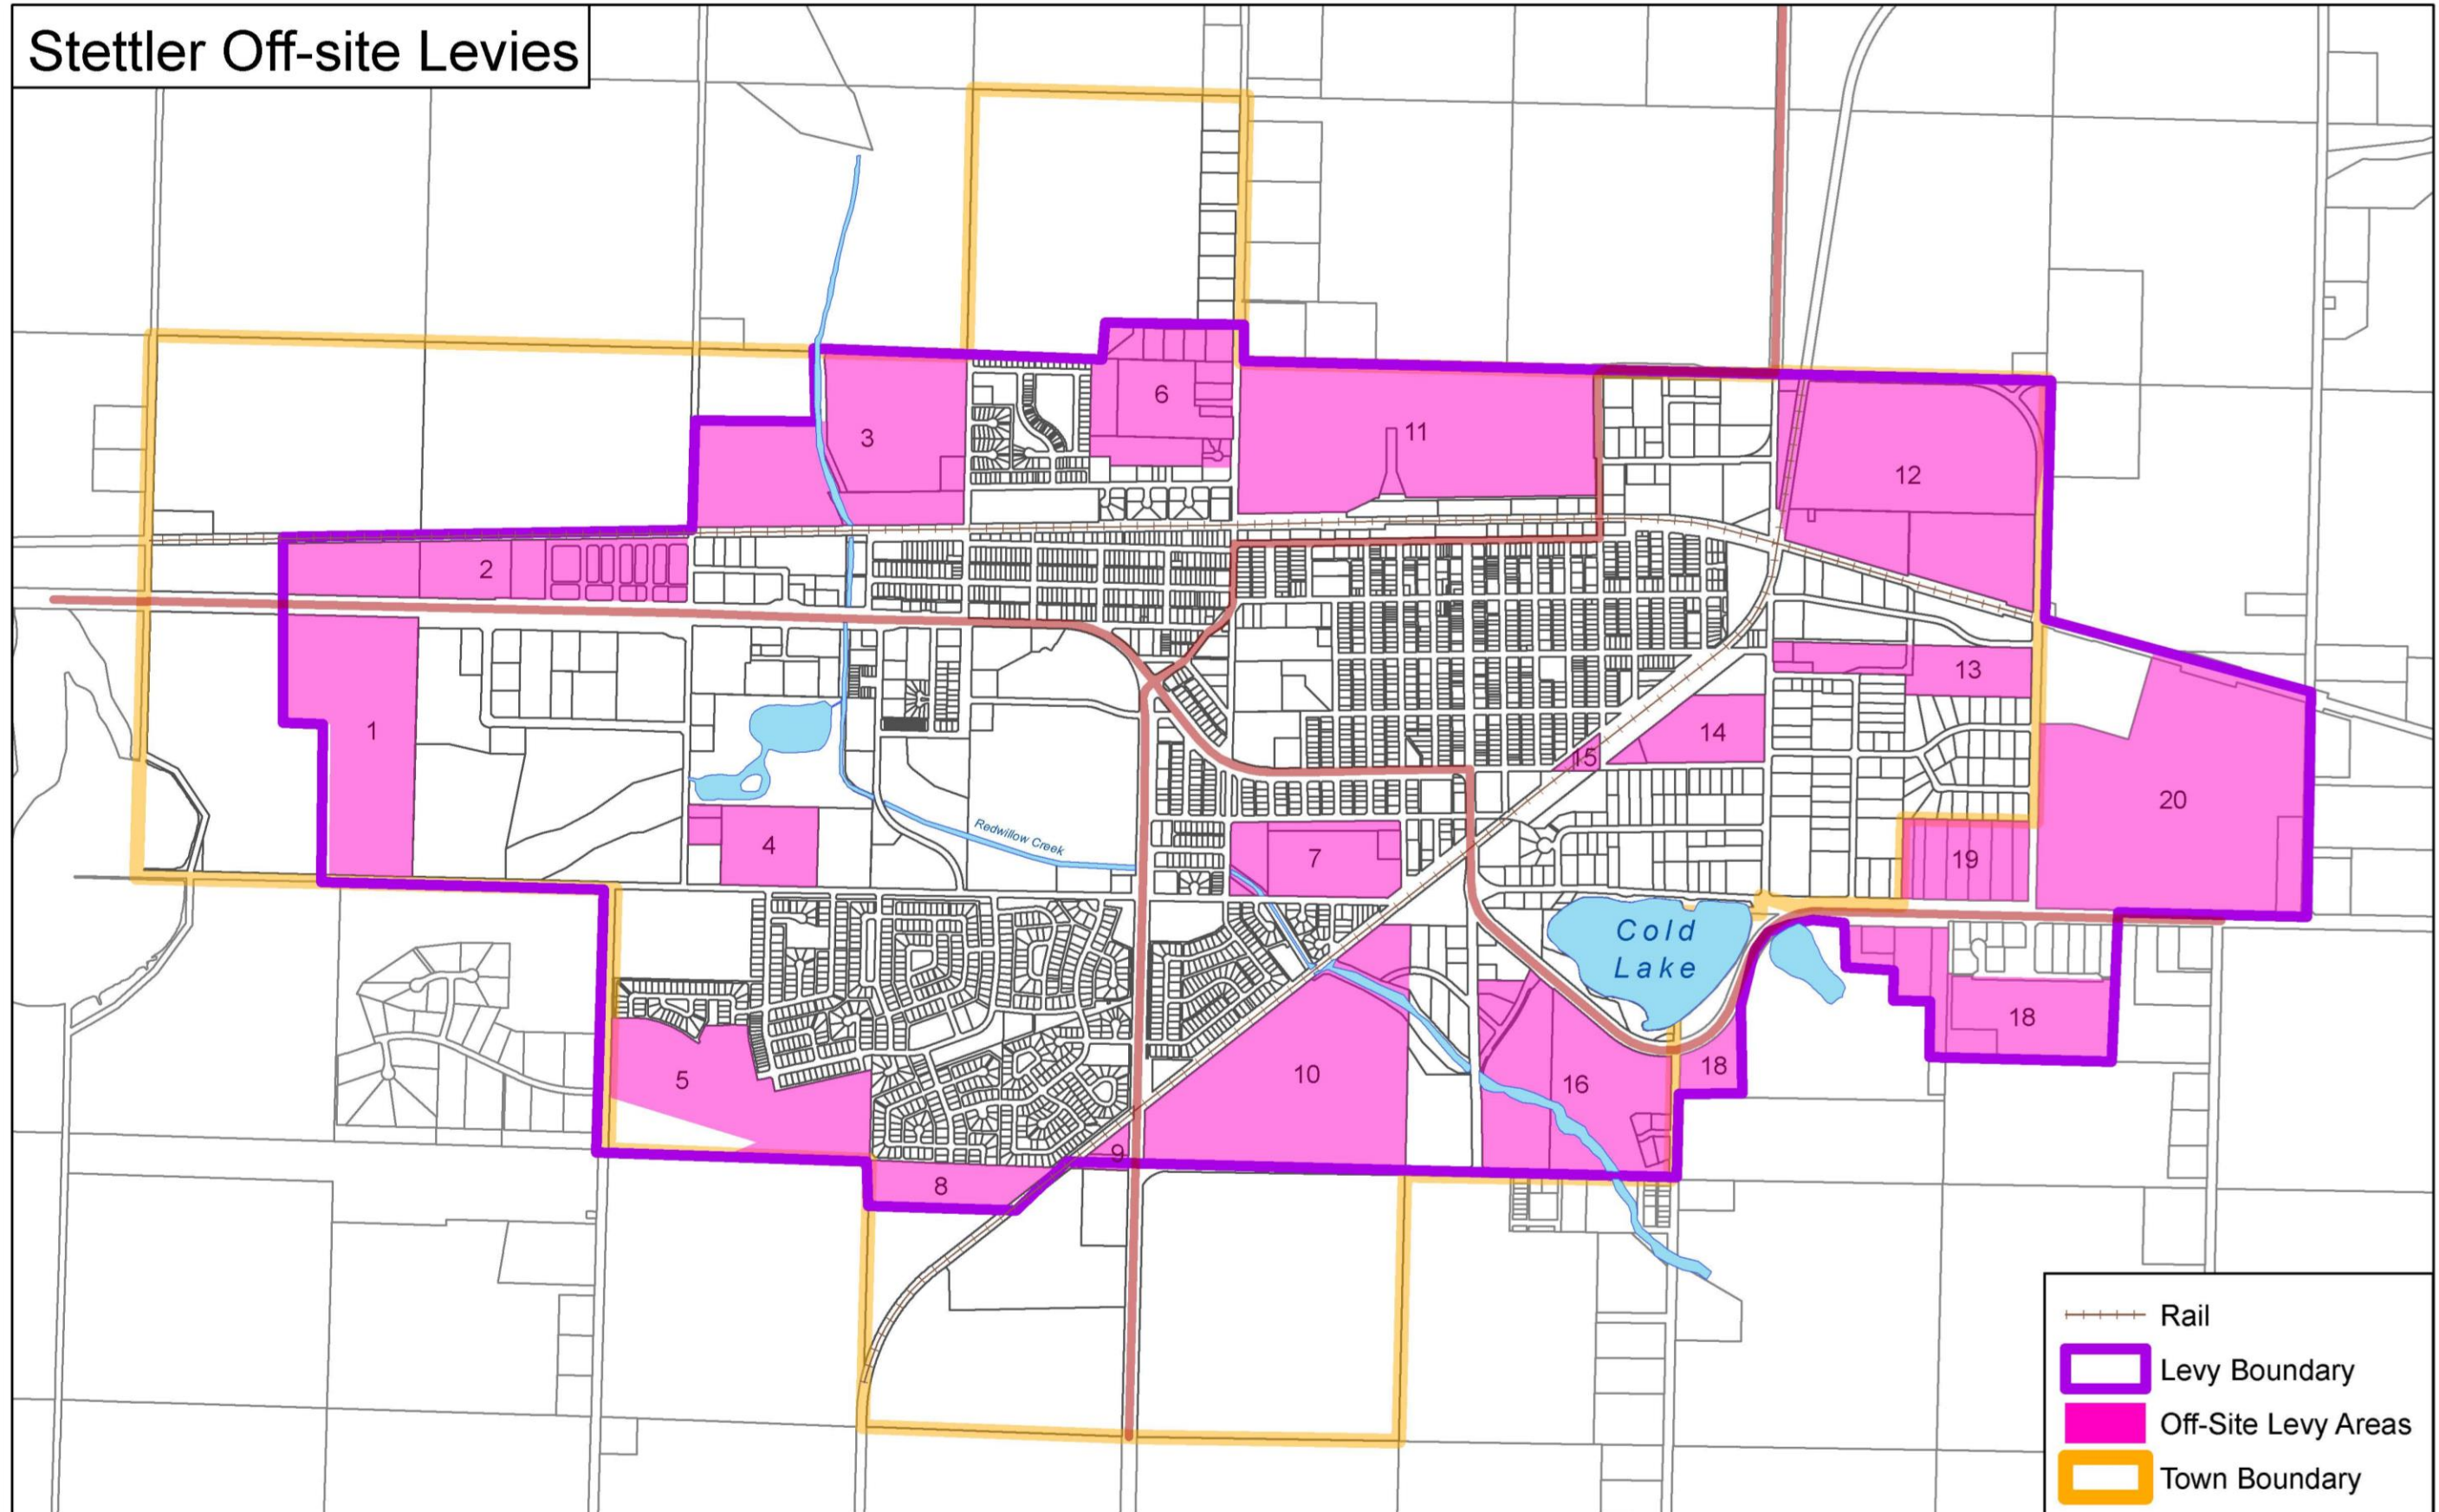 Stettler Off-site Levies
6
3
11
12
2
13
1
14
15
20
4
7
19
Redwillow Creek
Cold
Lake
18
18
5
10
16
9
8
Rail
Levy Boundary
Off-Site Levy Areas
Town Boundary